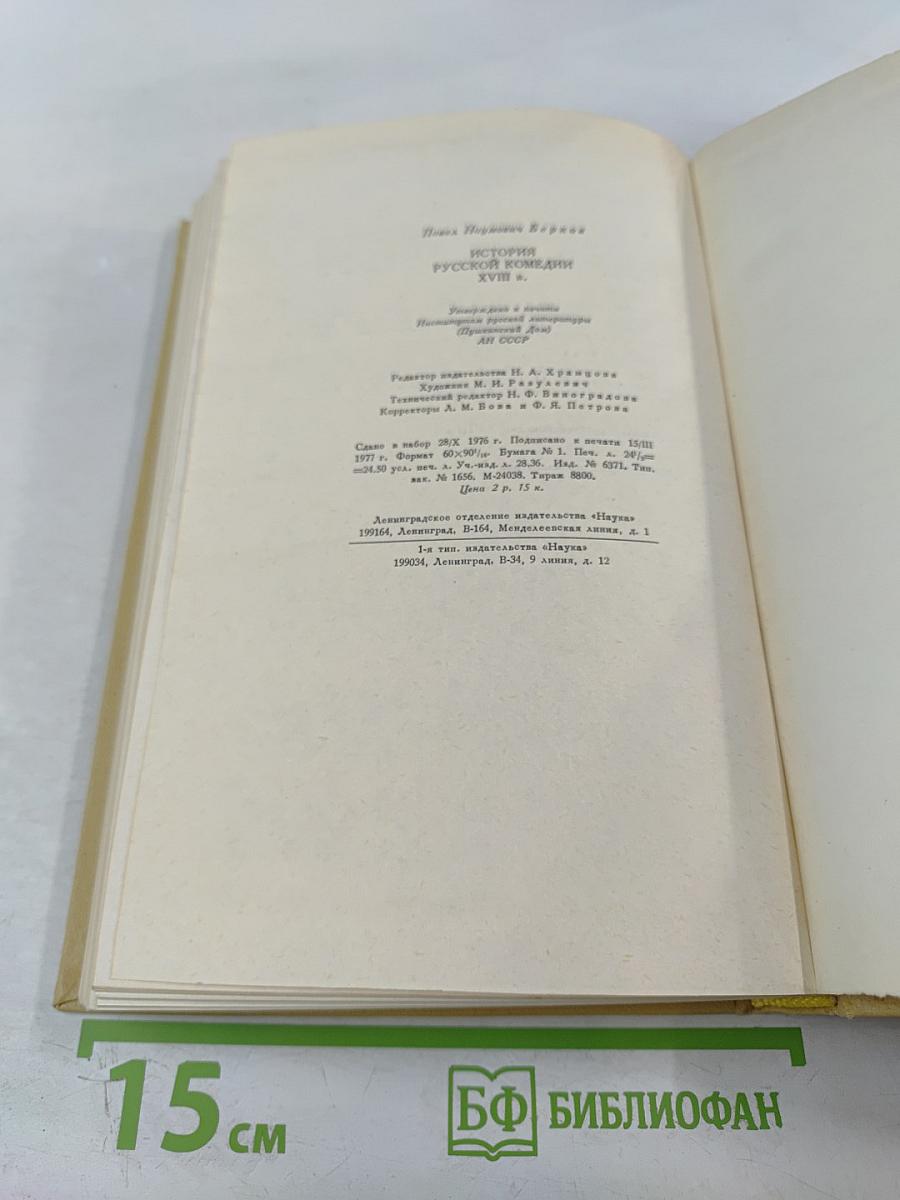 Павел Наумович Берков
ИСТОРИЯ
РУССКОЙ КОМЕДИИ
XVIII в.
Утверждено к печати
Институтом русской литературы
(Пушкинский Дом)
АН СССР
Редактор издательства Н. А. Храмцова
Художник М. И. Разулевич
Технический редактор Н. Ф. Виноградова
Корректоры Л. М. Бова и Ф. Я. Петрова
Сдано в набор 28/X 1976 г. Подписано к печати 15/III
1977 г. Формат 60×90¹/₁₆. Бумага № 1. Печ. л. 24¹/₂=
=24.50 усл. печ. л. Уч.-изд. л. 28.36. Изд. № 6371. Тип.
зак. № 1656. М-24038. Тираж 8800.
Цена 2 р. 15 к.
Ленинградское отделение издательства «Наука»
199164, Ленинград, В-164, Менделеевская линия, д. 1
1-я тип. издательства «Наука»
199034, Ленинград, В-34, 9 линия, д. 12
15 см
БФ БИБЛИОФАН